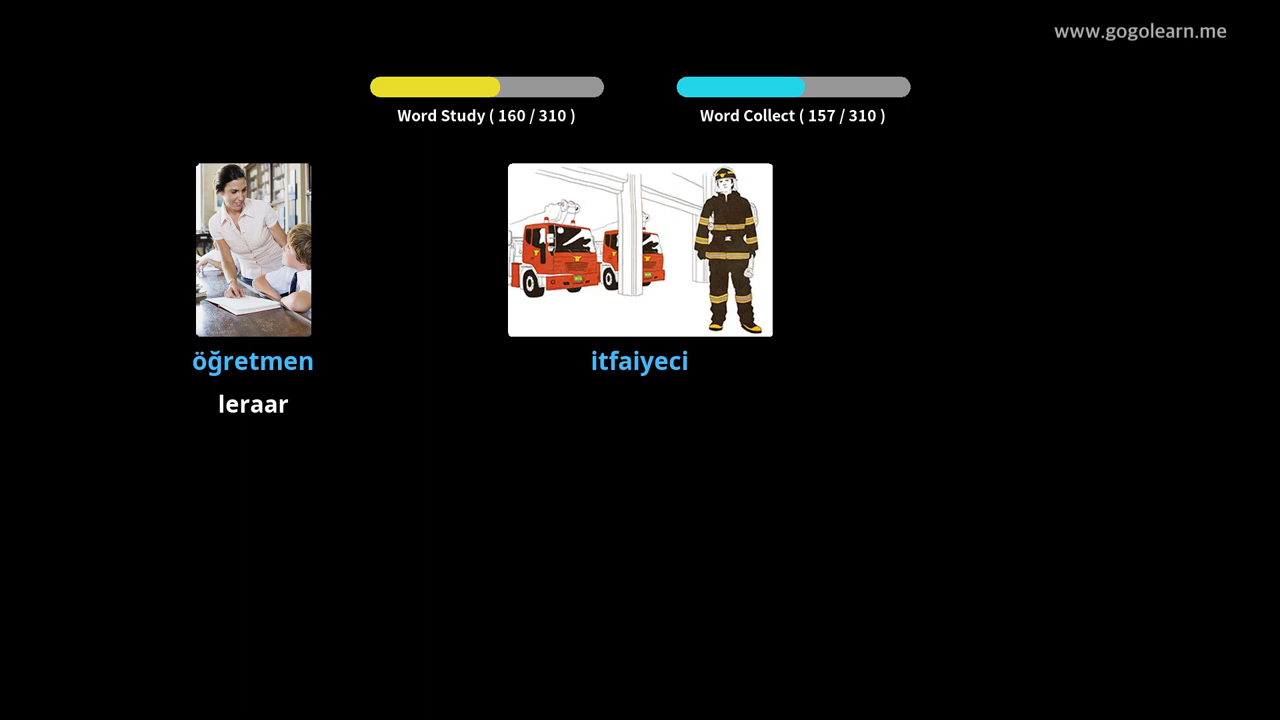 www.gogolearn.me
Word Study ( 160 / 310 )
Word Collect ( 157 / 310 )
öğretmen
itfaiyeci
leraar